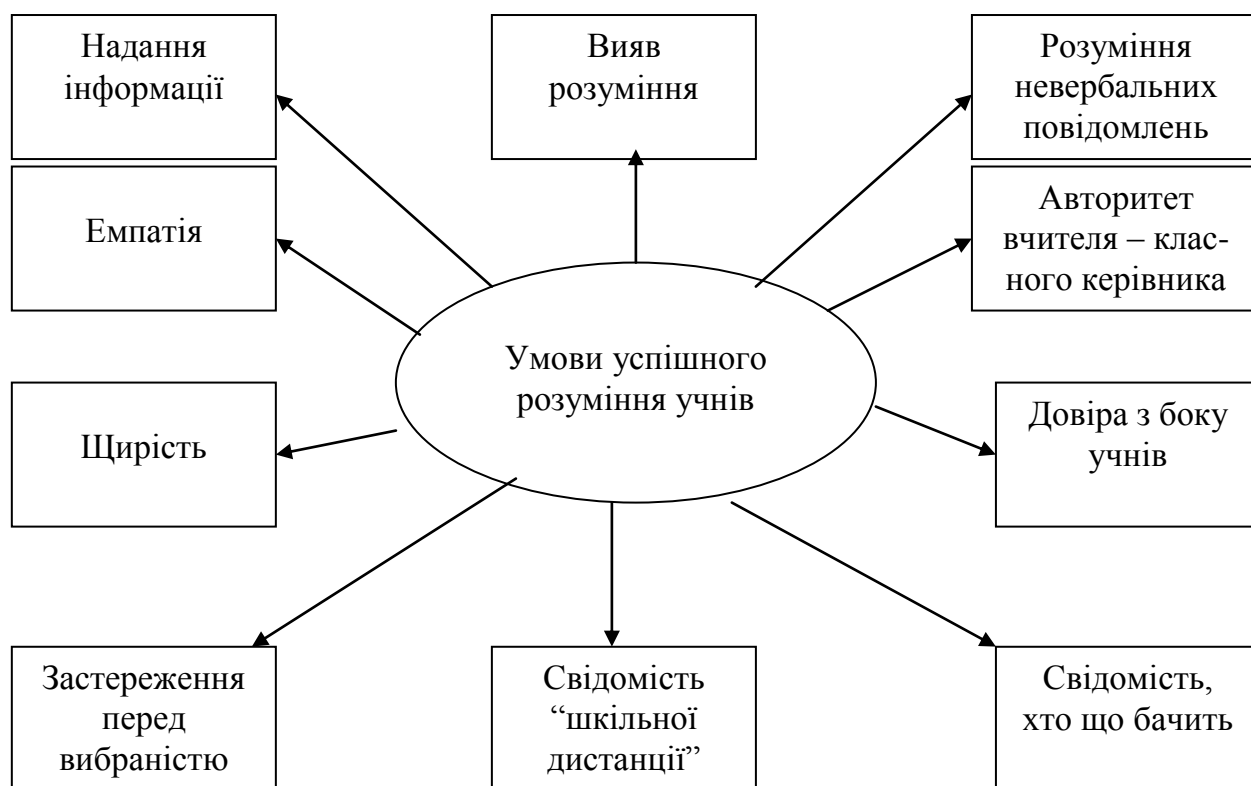 Надання
інформації
Вияв
розуміння
Розуміння
невербальних
повідомлень
Емпатія
Авторитет
вчителя – клас-
ного керівника
Умови успішного
розуміння учнів
Щирість
Довіра з боку
учнів
Застереження
перед
вибраністю
Свідомість
“шкільної
дистанції”
Свідомість,
хто що бачить